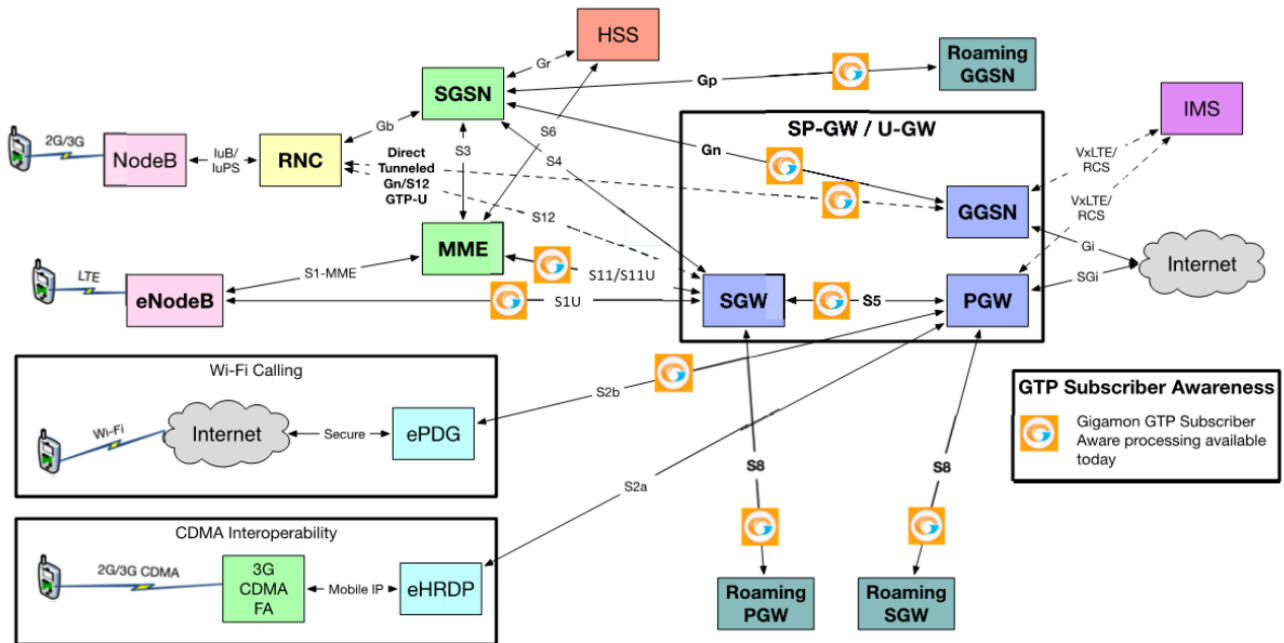 HSS
Roaming
GGSN
Gr
Gp
SGSN
IMS
SP-GW / U-GW
2G/3G
Gb
S6
NodeB
IuB/
IuPS
RNC
S3
S4
Gn
VxLTE/
RCS
Direct
Tunneled
Gn/S12
GTP-U
GGSN
VxLTE/
RCS
S12
MME
Gi
Internet
S1-MME
S11/S11U
SGi
LTE
eNodeB
S1U
SGW
S5
PGW
Wi-Fi Calling
GTP Subscriber Awareness
S2b
Gigamon GTP Subscriber
Aware processing available
today
Wi-Fi
Internet
Secure
ePDG
S8
S8
S2a
CDMA Interoperability
2G/3G CDMA
3G
CDMA
FA
Mobile IP
eHRDP
Roaming
PGW
Roaming
SGW